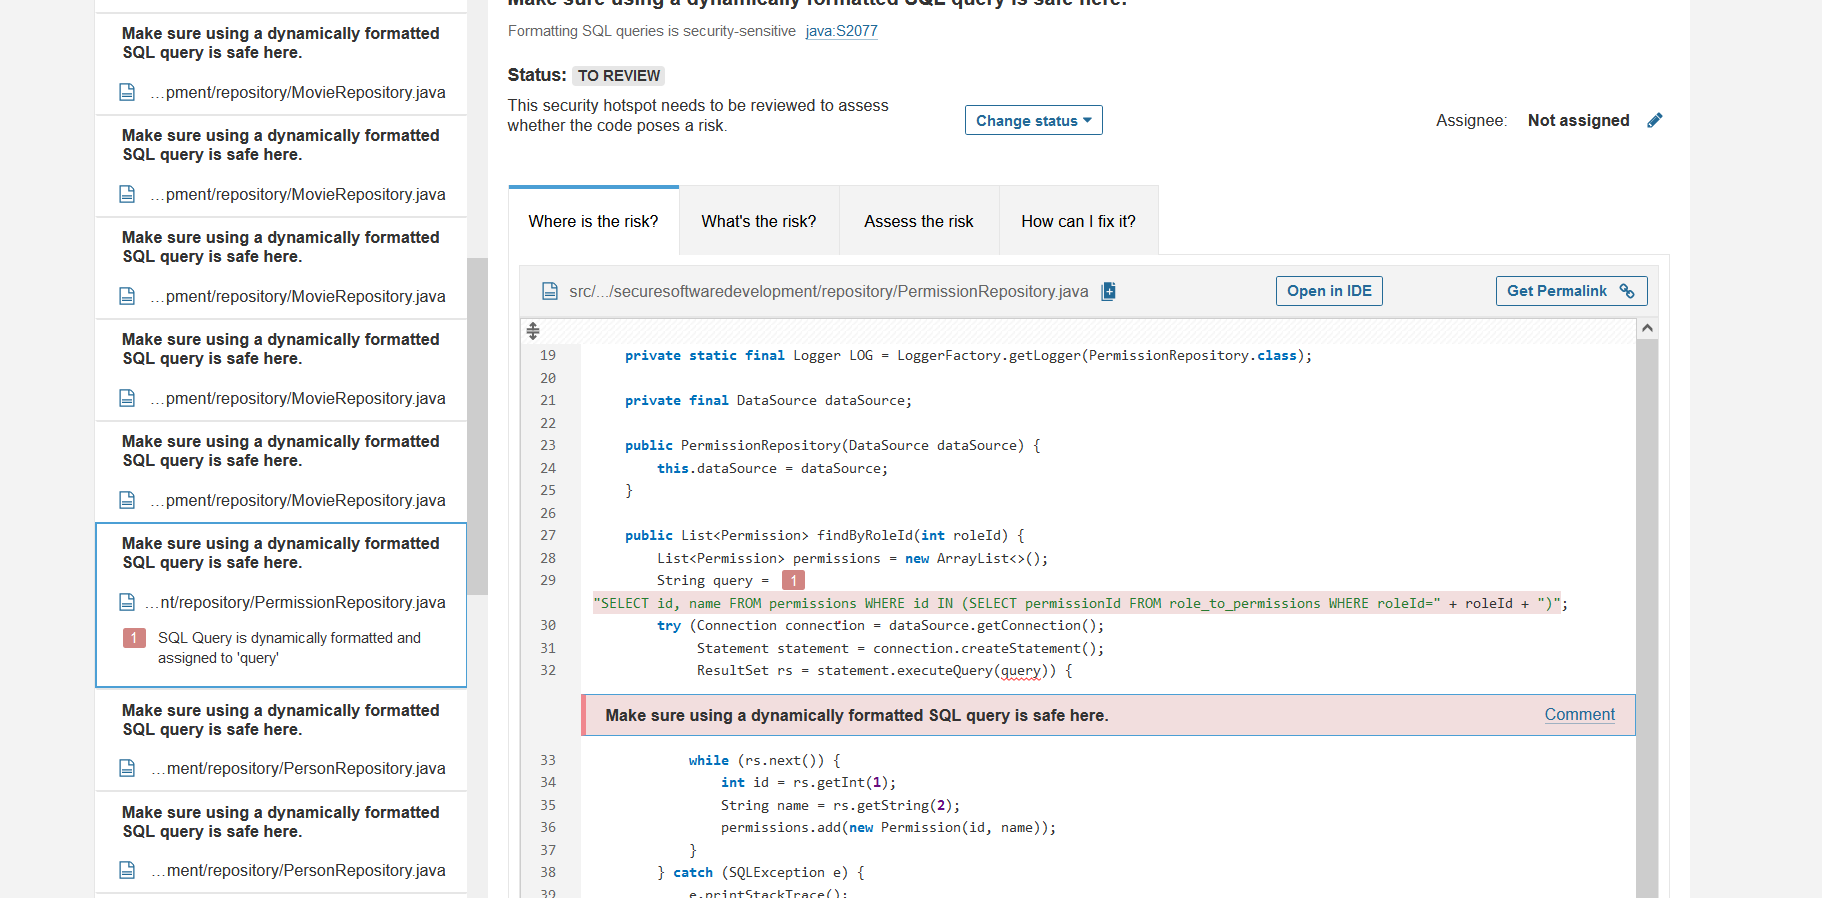 Make sure using a dynamically formatted
SQL query is safe here.
...pment/repository/MovieRepository.java
Make sure using a dynamically formatted
SQL query is safe here.
...pment/repository/MovieRepository.java
Make sure using a dynamically formatted
SQL query is safe here.
...pment/repository/MovieRepository.java
Make sure using a dynamically formatted
SQL query is safe here.
...pment/repository/MovieRepository.java
Make sure using a dynamically formatted
SQL query is safe here.
...pment/repository/MovieRepository.java
Make sure using a dynamically formatted
SQL query is safe here.
...nt/repository/PermissionRepository.java
1 SQL Query is dynamically formatted and
assigned to 'query'
Make sure using a dynamically formatted
SQL query is safe here.
...ment/repository/PersonRepository.java
Make sure using a dynamically formatted
SQL query is safe here.
...ment/repository/PersonRepository.java
Make sure using a dynamically formatted SQL query is safe here.
Formatting SQL queries is security-sensitive java:S2077
Status: TO REVIEW
This security hotspot needs to be reviewed to assess
whether the code poses a risk.
Change status
Assignee: Not assigned
Where is the risk? What's the risk? Assess the risk How can I fix it?
src/.../securesoftwaredevelopment/repository/PermissionRepository.java Open in IDE Get Permalink
19 private static final Logger LOG = LoggerFactory.getLogger(PermissionRepository.class);
20
21 private final DataSource dataSource;
22
23 public PermissionRepository(DataSource dataSource) {
24 this.dataSource = dataSource;
25 }
26
27 public List<Permission> findByRoleId(int roleId) {
28 List<Permission> permissions = new ArrayList<>();
29 String query = 1
"SELECT id, name FROM permissions WHERE id IN (SELECT permissionId FROM role_to_permissions WHERE roleId=" + roleId + ")";
30 try (Connection connection = dataSource.getConnection();
31 Statement statement = connection.createStatement();
32 ResultSet rs = statement.executeQuery(query)) {
Make sure using a dynamically formatted SQL query is safe here. Comment
33 while (rs.next()) {
34 int id = rs.getInt(1);
35 String name = rs.getString(2);
36 permissions.add(new Permission(id, name));
37 }
38 } catch (SQLException e) {
39 e.printStackTrace();